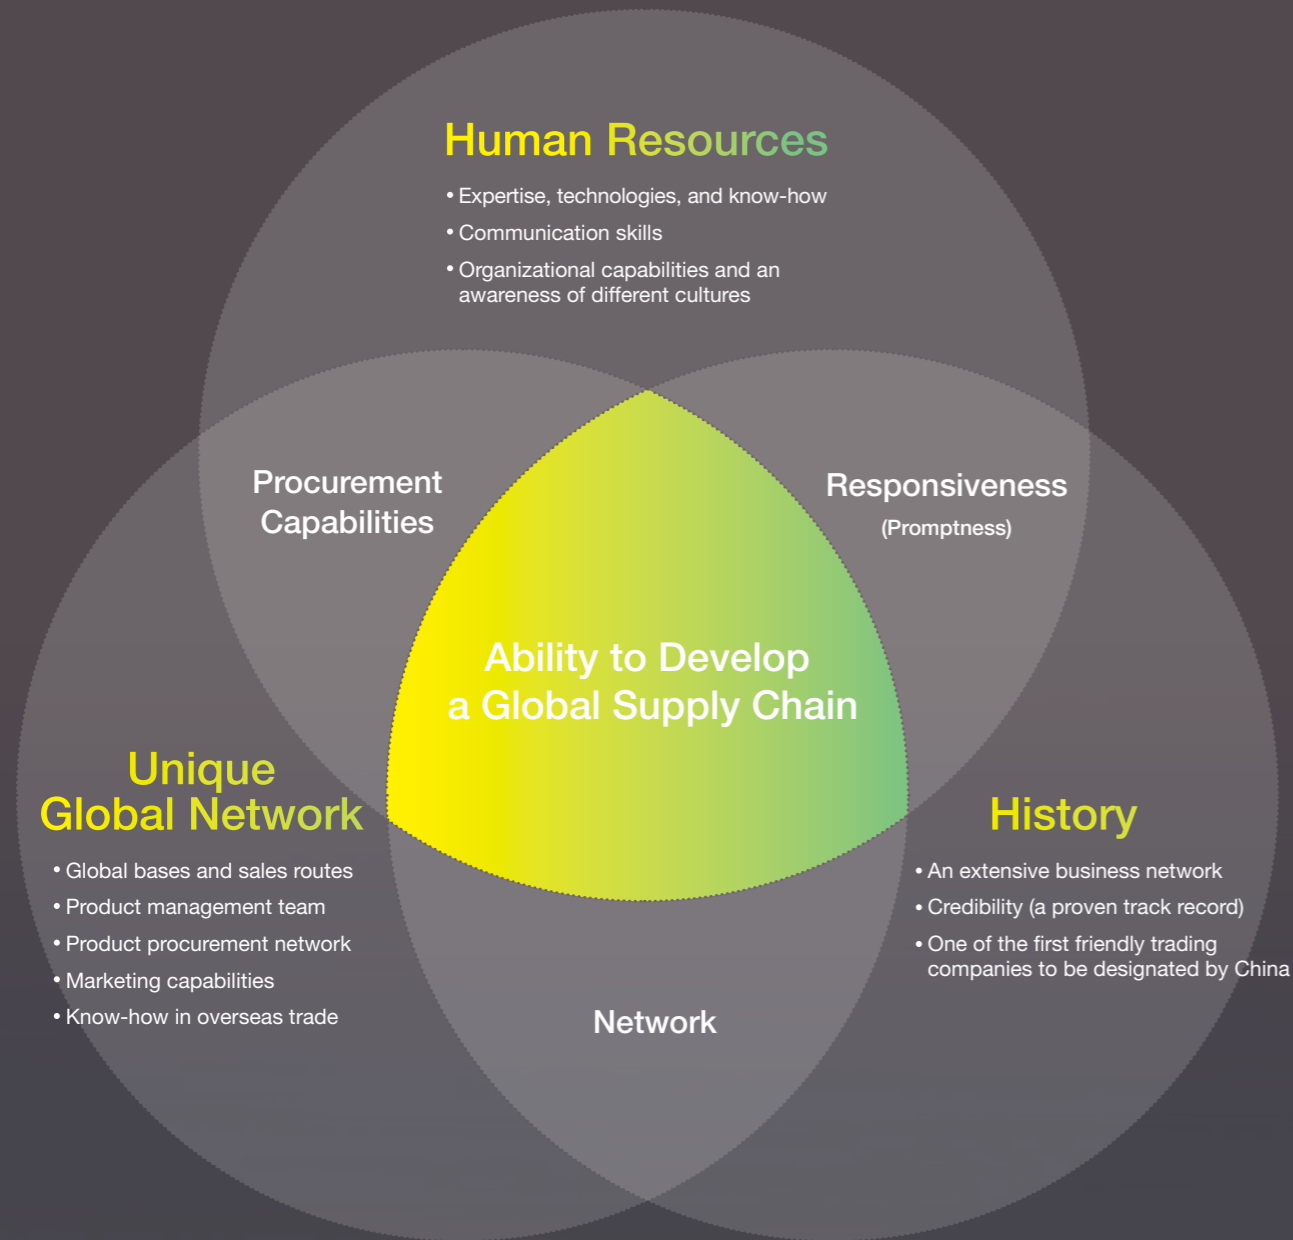 Human Resources
• Expertise, technologies, and know-how
• Communication skills
• Organizational capabilities and an
awareness of different cultures
Procurement
Capabilities
Responsiveness
(Promptness)
Ability to Develop
a Global Supply Chain
Unique
Global Network
• Global bases and sales routes
• Product management team
• Product procurement network
• Marketing capabilities
• Know-how in overseas trade
History
• An extensive business network
• Credibility (a proven track record)
• One of the first friendly trading
companies to be designated by China
Network